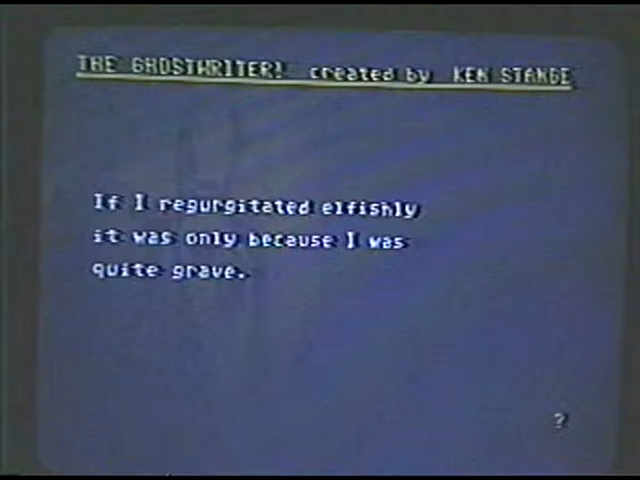 THE GHOSTWRITER! created by KEN STANGE
If I regurgitated elfishly
it was only because I was
quite grave.
?